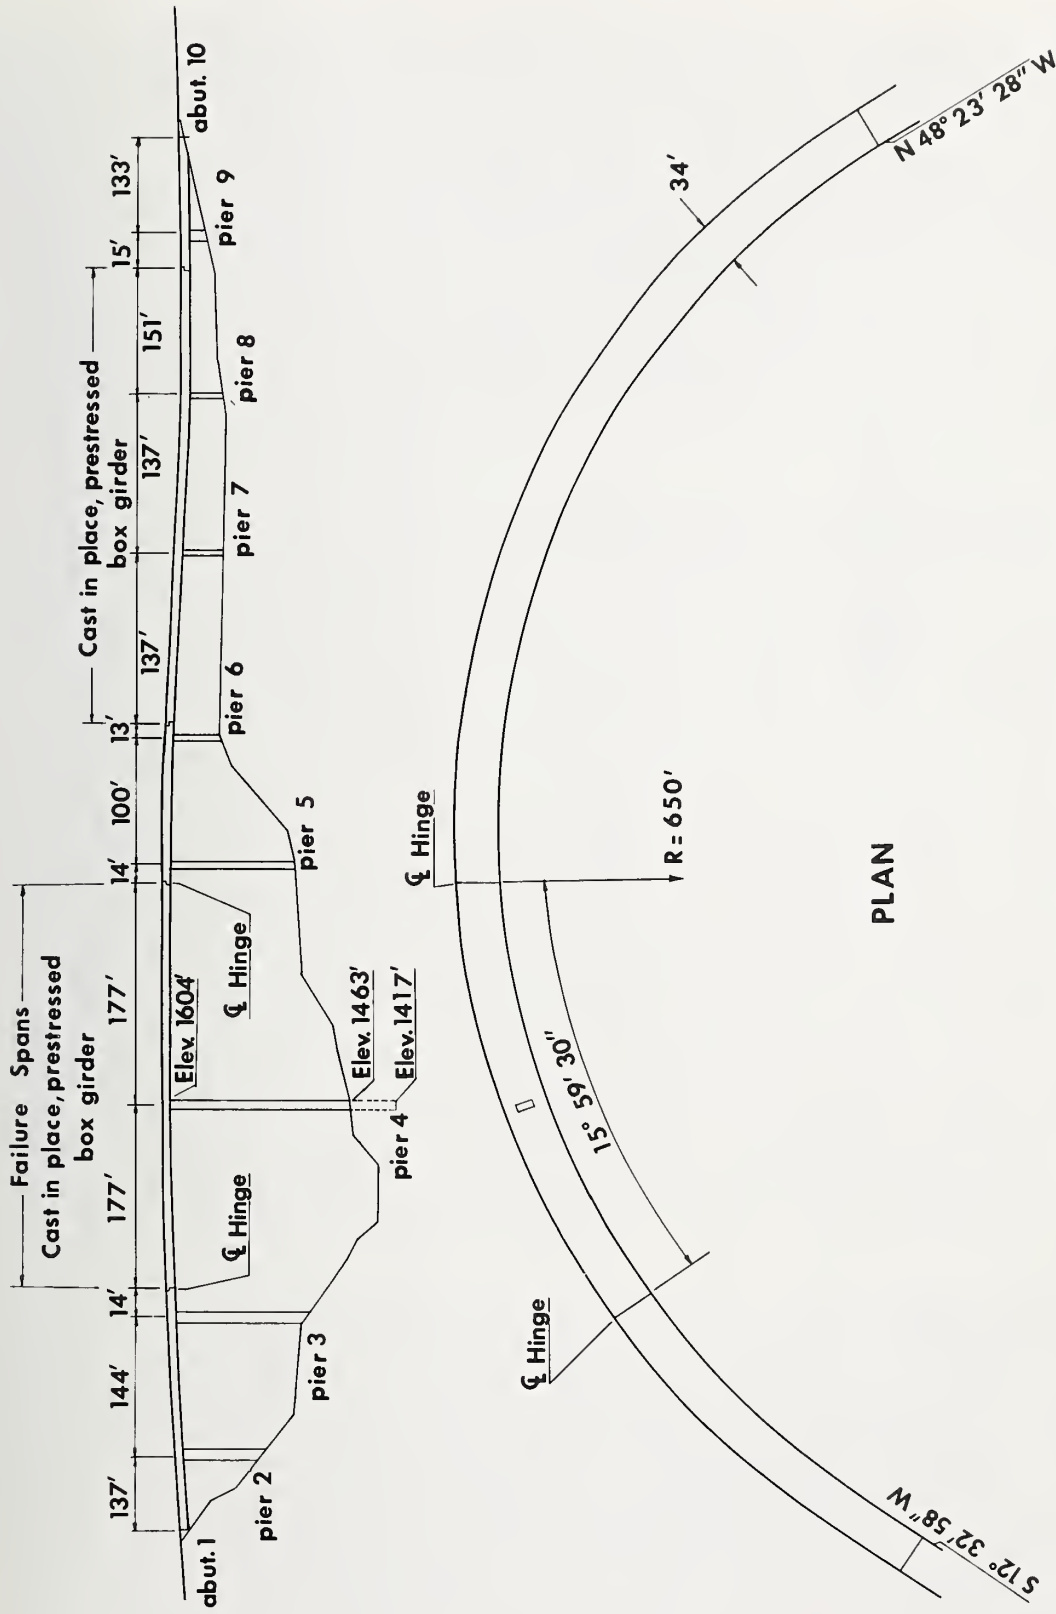 Failure Spans
Cast in place, prestressed
box girder
Cast in place, prestressed
box girder
137'
144'
14'
177'
177'
14'
100'
13'
137'
137'
151'
15'
133'
℄ Hinge
Elev. 1604'
℄ Hinge
Elev. 1463'
Elev. 1417'
abut. 1
pier 2
pier 3
pier 4
pier 5
pier 6
pier 7
pier 8
pier 9
abut. 10
℄ Hinge
℄ Hinge
34'
R = 650'
15° 59' 30"
S 12° 32' 58" W
N 48° 23' 28" W
PLAN